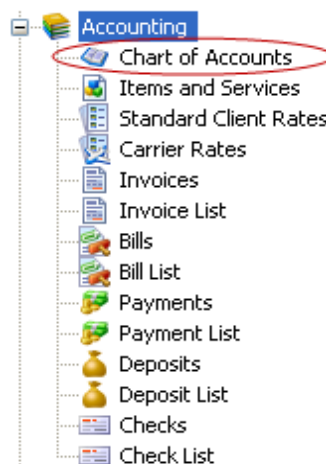 Accounting
Chart of Accounts
Items and Services
Standard Client Rates
Carrier Rates
Invoices
Invoice List
Bills
Bill List
Payments
Payment List
Deposits
Deposit List
Checks
Check List